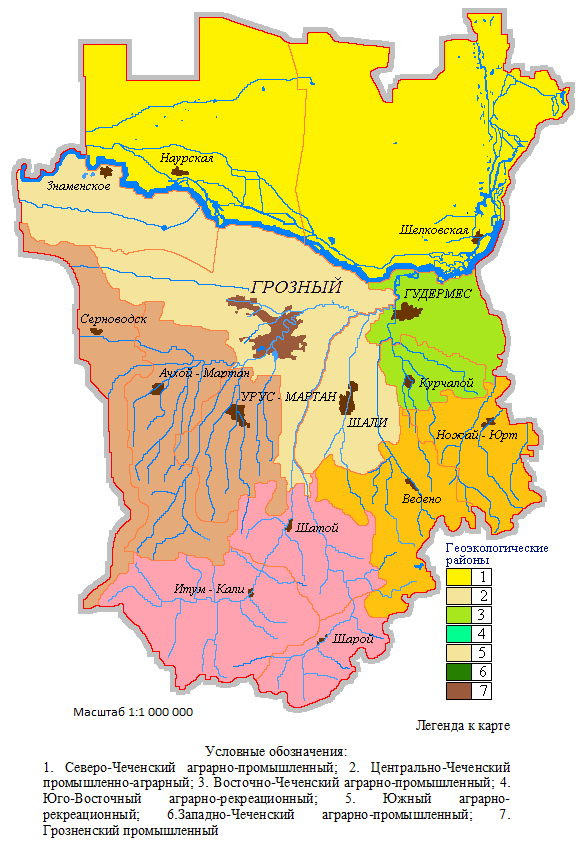 Знаменское
Наурская
Шелковская
ГРОЗНЫЙ
ГУДЕРМЕС
Серноводск
Ачхой - Мартан
Курчалой
УРУС - МАРТАН
ШАЛИ
Ножай - Юрт
Ведено
Шатой
Итум - Кали
Шарой
Геоэкологические
районы
1
2
3
4
5
6
7
Масштаб 1:1 000 000
Легенда к карте
Условные обозначения:
1. Северо-Чеченский аграрно-промышленный; 2. Центрально-Чеченский
промышленно-аграрный; 3. Восточно-Чеченский аграрно-промышленный; 4.
Юго-Восточный аграрно-рекреационный; 5. Южный аграрно-
рекреационный; 6.Западно-Чеченский аграрно-промышленный; 7.
Грозненский промышленный